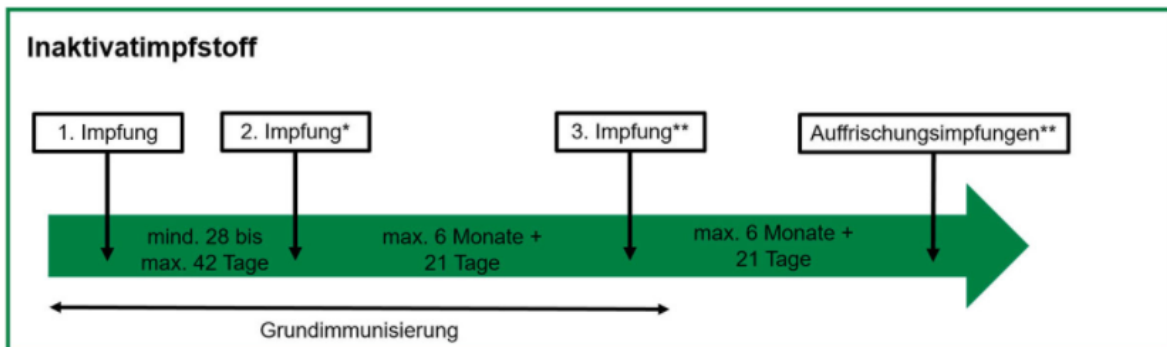 Inaktivatimpfstoff
1. Impfung
2. Impfung*
3. Impfung**
Auffrischungsimpfungen**
mind. 28 bis
max. 42 Tage
max. 6 Monate +
21 Tage
max. 6 Monate +
21 Tage
Grundimmunisierung